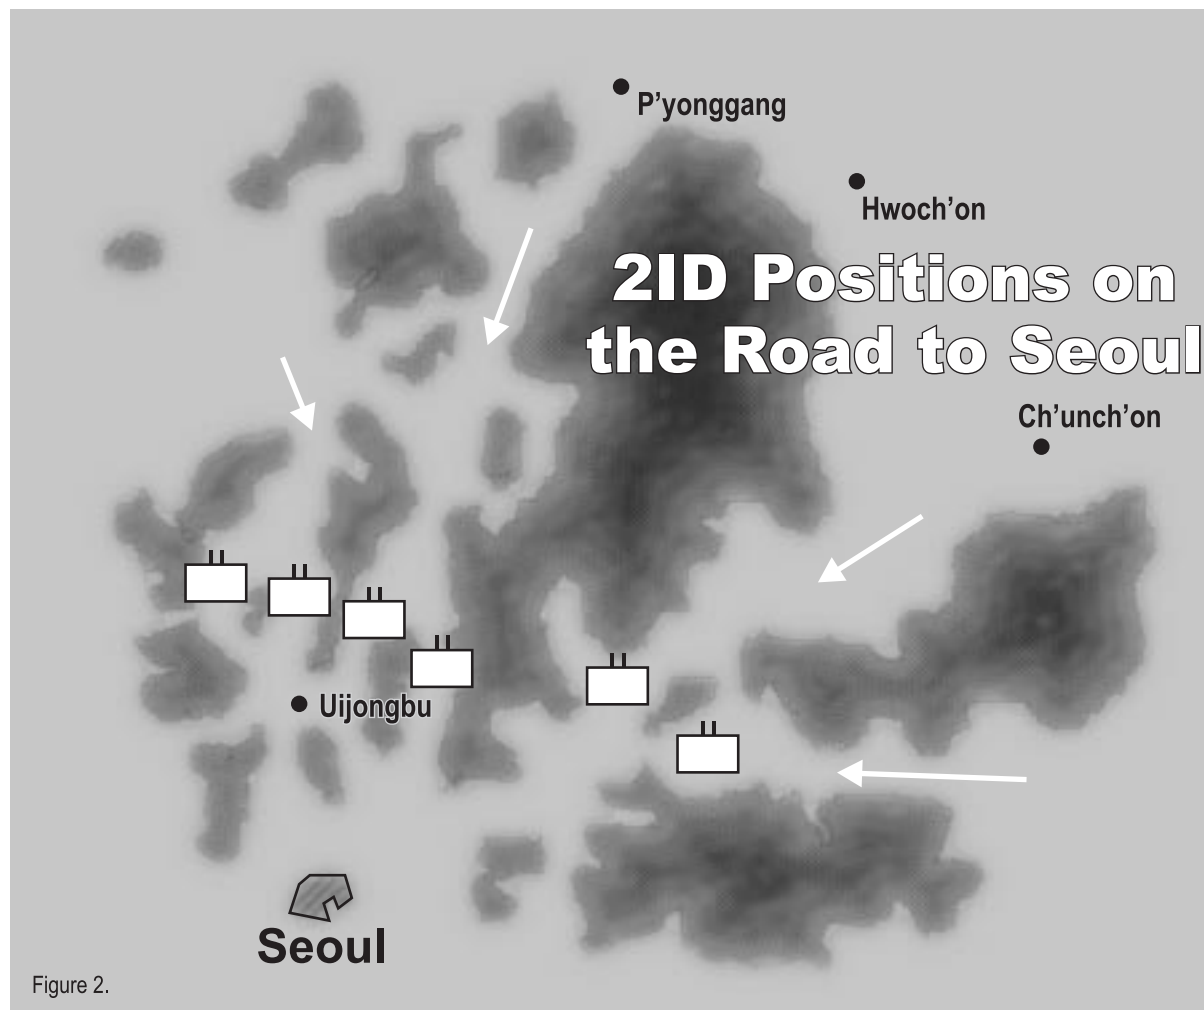 P'yonggang
Hwoch'on
2ID Positions on
the Road to Seoul
Ch'unch'on
Uijongbu
Seoul
Figure 2.